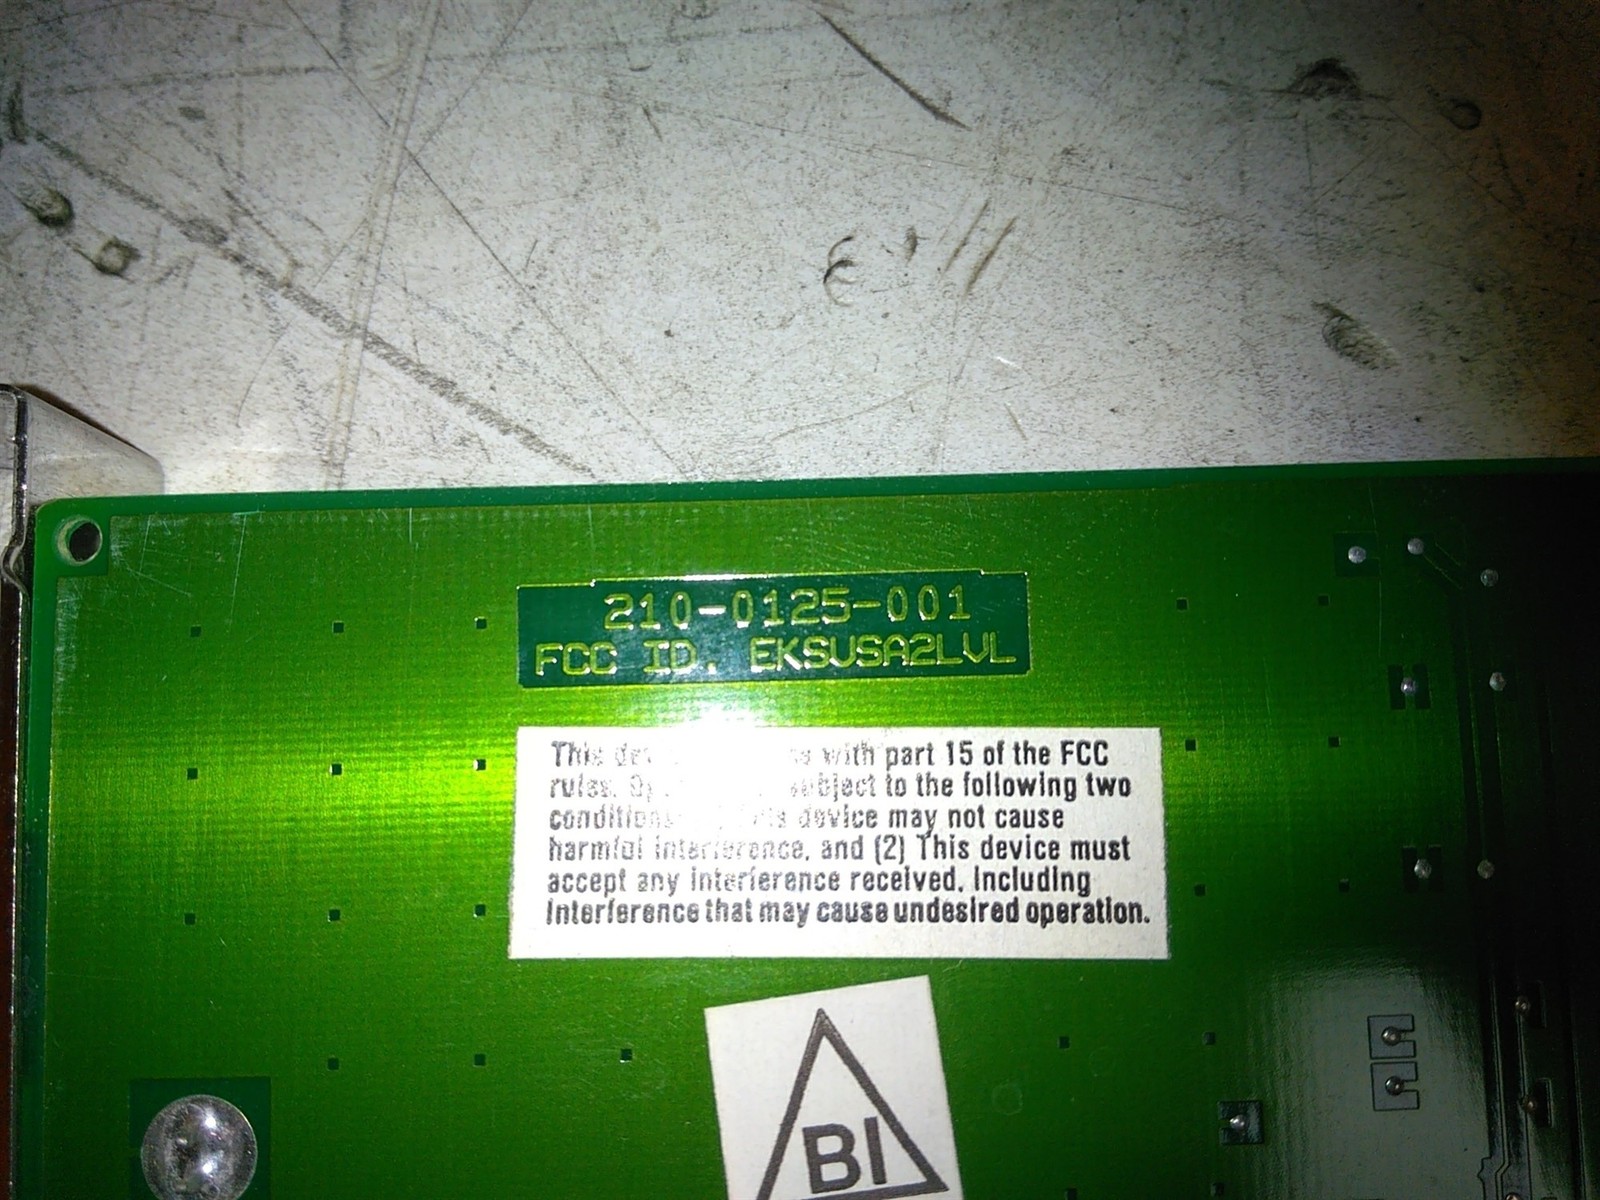 210-0125-001
FCC ID. EKSUSA2LVL
This with part 15 of the FCC
rules. subject to the following two
conditions device may not cause
harmful interference, and (2) This device must
accept any interference received, including
interference that may cause undesired operation.
BI